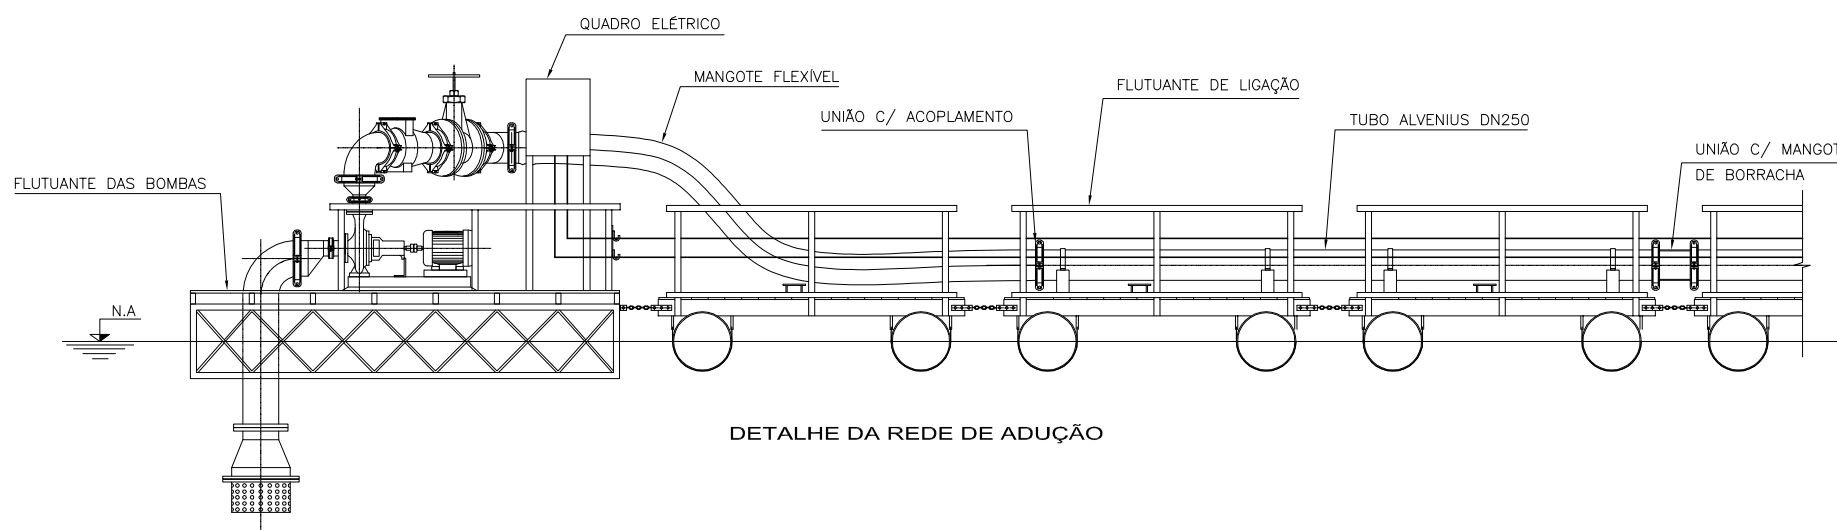 QUADRO ELÉTRICO
MANGOTE FLEXÍVEL
FLUTUANTE DE LIGAÇÃO
UNIÃO C/ ACOPLAMENTO
TUBO ALVENIUS DN250
UNIÃO C/ MANGOT
DE BORRACHA
FLUTUANTE DAS BOMBAS
N.A
DETALHE DA REDE DE ADUÇÃO